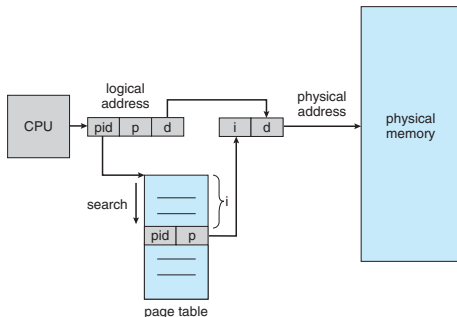 logical
address
CPU
pid p d
i d
physical
address
physical
memory
search
i
pid p
page table